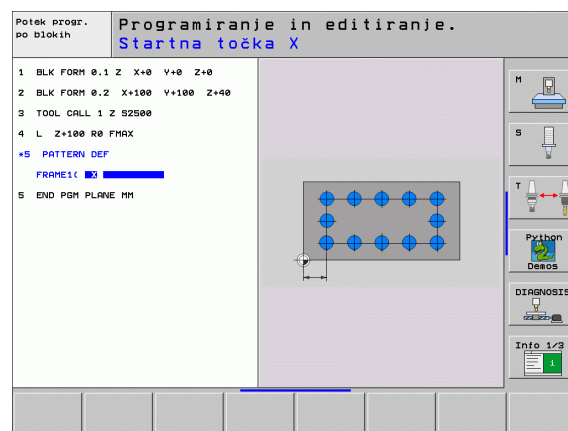 Potek progr.
po blokih
Programiranje in editiranje.
Startna točka X
1 BLK FORM 0.1 Z X+0 Y+0 Z+0
2 BLK FORM 0.2 X+100 Y+100 Z+40
3 TOOL CALL 1 Z S2500
4 L Z+100 R0 FMAX
*5 PATTERN DEF
FRAME1( X
5 END PGM PLANE MM
M
S
T
Python
Demos
DIAGNOSIS
Info 1/3
i